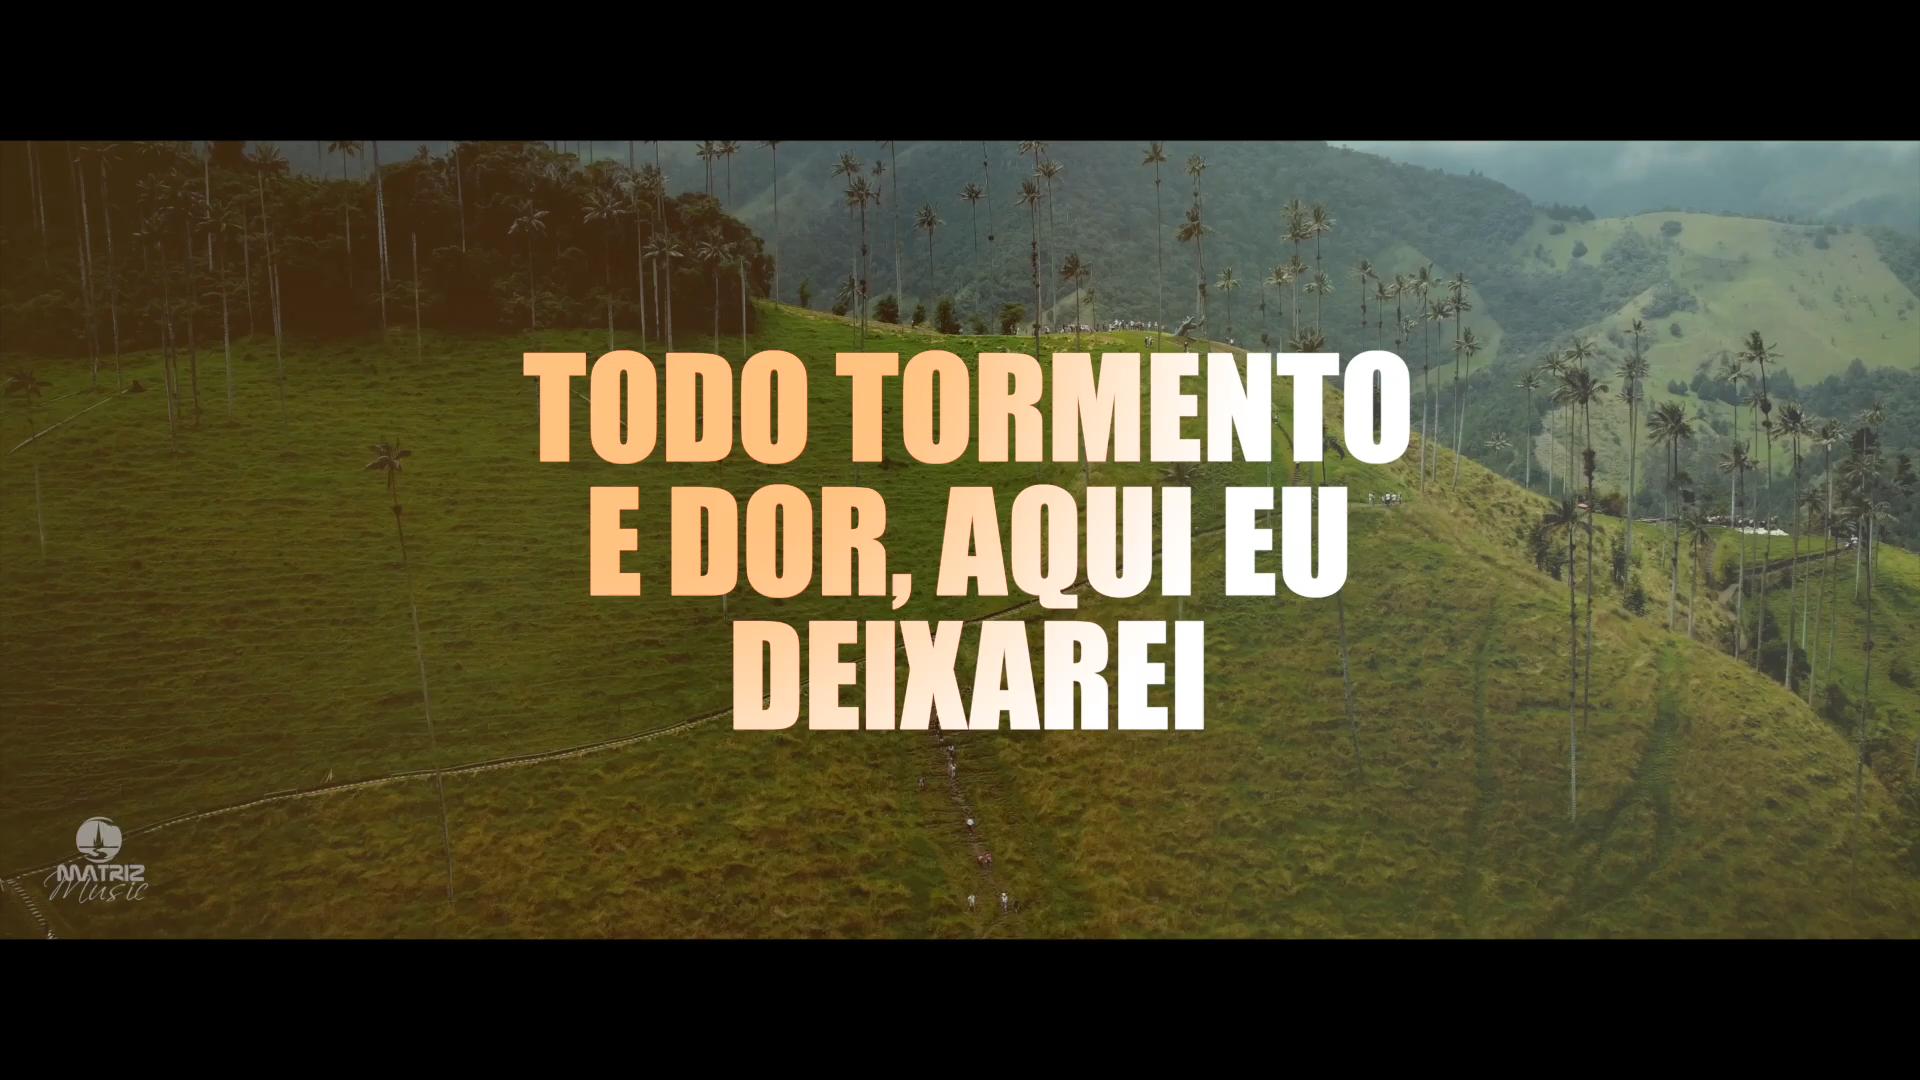 TODO TORMENTO
E DOR, AQUI EU
DEIXAREI
MATRIZ
Music